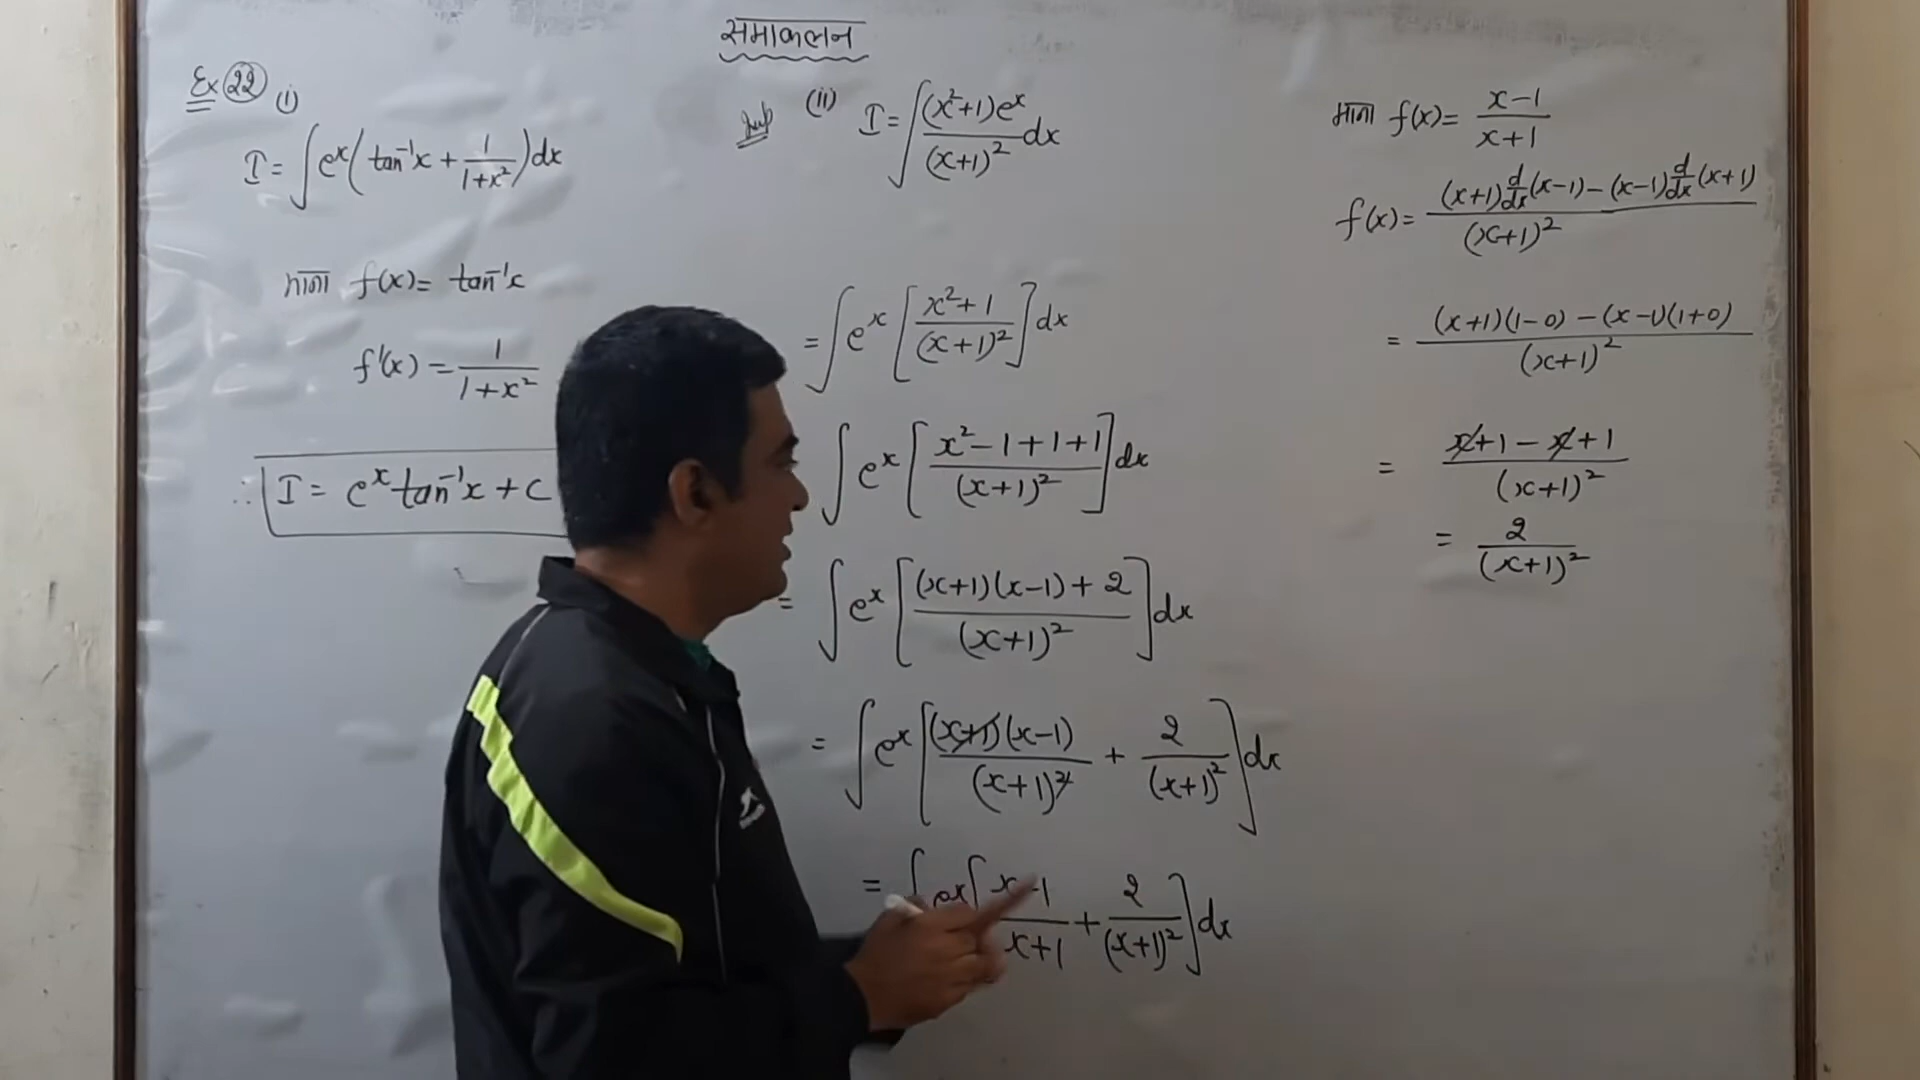 समाकलन
Ex 22 (i)
I = ∫ eˣ ( tan⁻¹x + 1/(1+x²) ) dx
माना f(x) = tan⁻¹x
f'(x) = 1/(1+x²)
∴ I = eˣ tan⁻¹x + C
(ii) I = ∫ (x²+1)eˣ/(x+1)² dx
= ∫ eˣ [ (x²+1)/(x+1)² ] dx
∫ eˣ [ (x²-1+1+1)/(x+1)² ] dx
= ∫ eˣ [ ((x+1)(x-1)+2)/(x+1)² ] dx
= ∫ eˣ [ (x+1)(x-1)/(x+1)² + 2/(x+1)² ] dx
= ∫ eˣ [ (x-1)/(x+1) + 2/(x+1)² ] dx
माना f(x) = (x-1)/(x+1)
f(x) = ((x+1) d/dx (x-1) - (x-1) d/dx (x+1))/(x+1)²
= ((x+1)(1-0) - (x-1)(1+0))/(x+1)²
= (x+1-x+1)/(x+1)²
= 2/(x+1)²